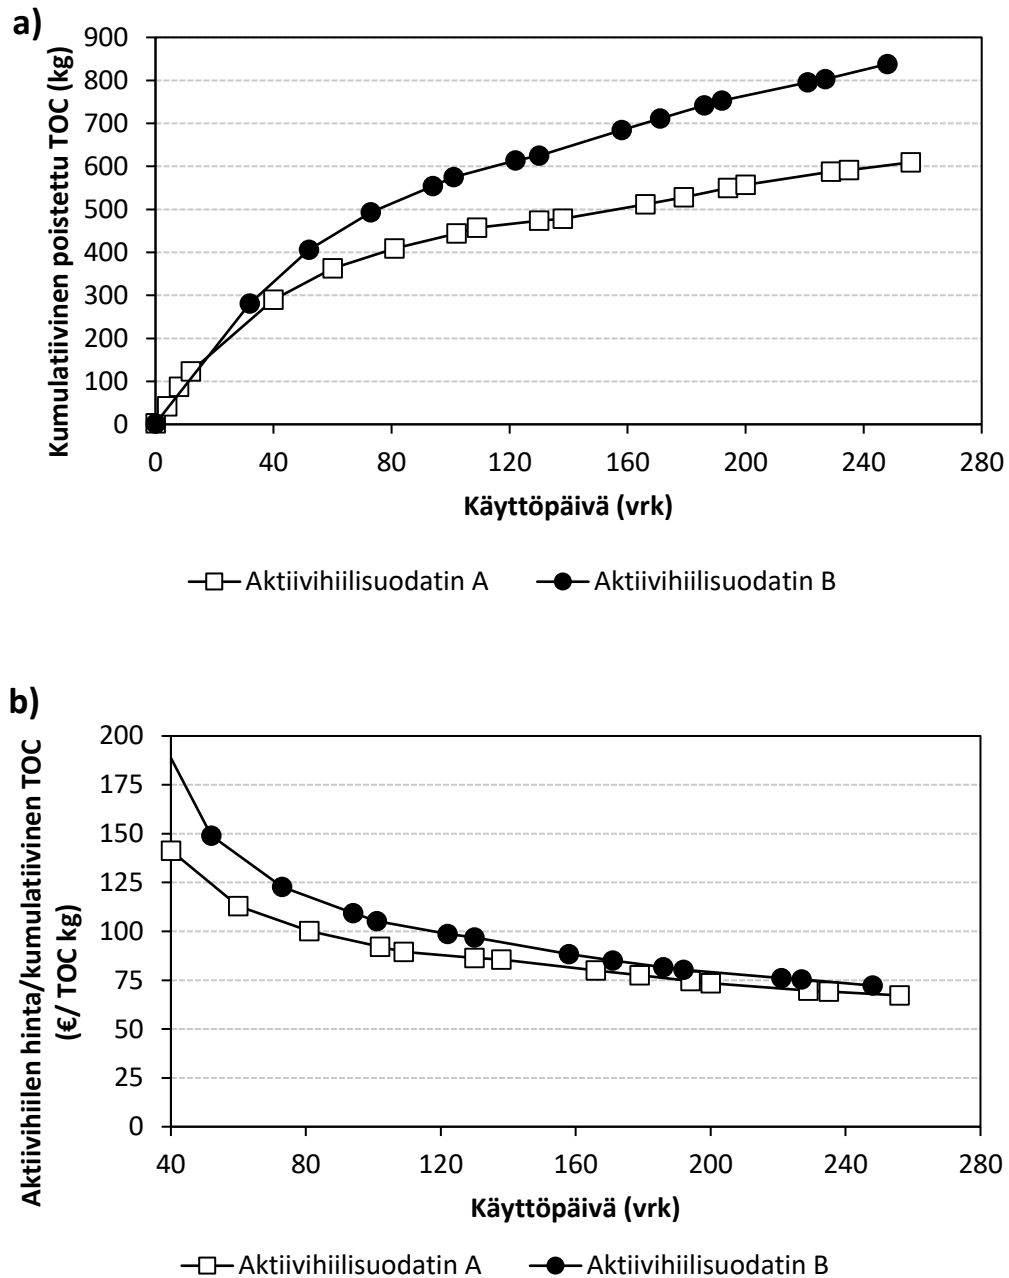 a)
Kumulatiivinen poistettu TOC (kg)
900
800
700
600
500
400
300
200
100
0
0 40 80 120 160 200 240 280
Käyttöpäivä (vrk)
Aktiivihiilisuodatin A Aktiivihiilisuodatin B
b)
Aktiivihiilen hinta/kumulatiivinen TOC
(€/ TOC kg)
200
175
150
125
100
75
50
25
0
40 80 120 160 200 240 280
Käyttöpäivä (vrk)
Aktiivihiilisuodatin A Aktiivihiilisuodatin B